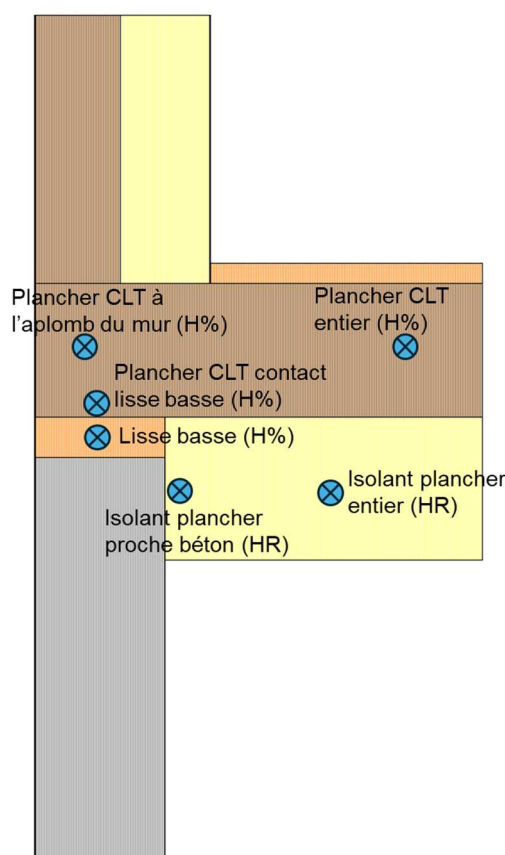 Plancher CLT à
l'aplomb du mur (H%)
Plancher CLT
entier (H%)
Plancher CLT contact
lisse basse (H%)
Lisse basse (H%)
Isolant plancher
entier (HR)
Isolant plancher
proche béton (HR)